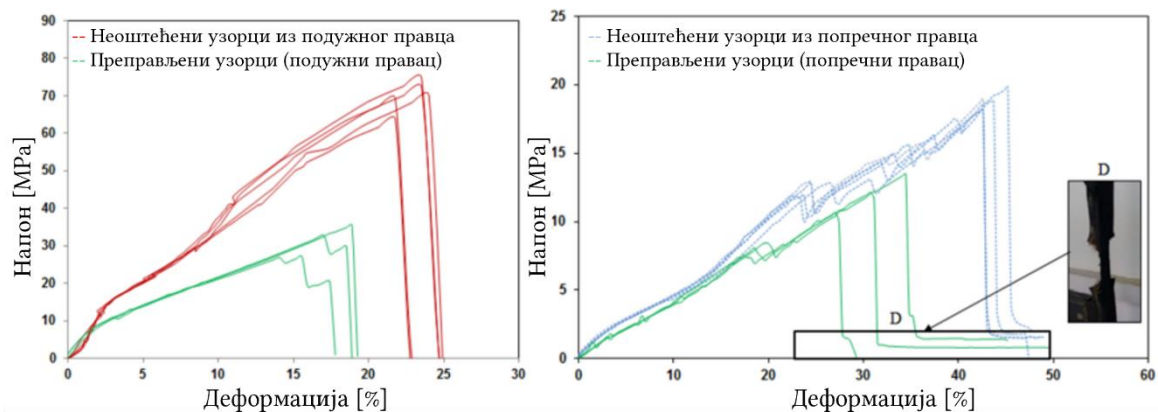 90
80
70
60
50
40
30
20
10
0
Напон [MPa]
-- Неоштећени узорци из подужног правца
-- Преправљени узорци (подужни правац)
0 5 10 15 20 25 30
Деформација [%]
25
20
15
10
5
0
Напон [MPa]
-- Неоштећени узорци из попречног правца
-- Преправљени узорци (попречни правац)
D
D
0 10 20 30 40 50 60
Деформација [%]